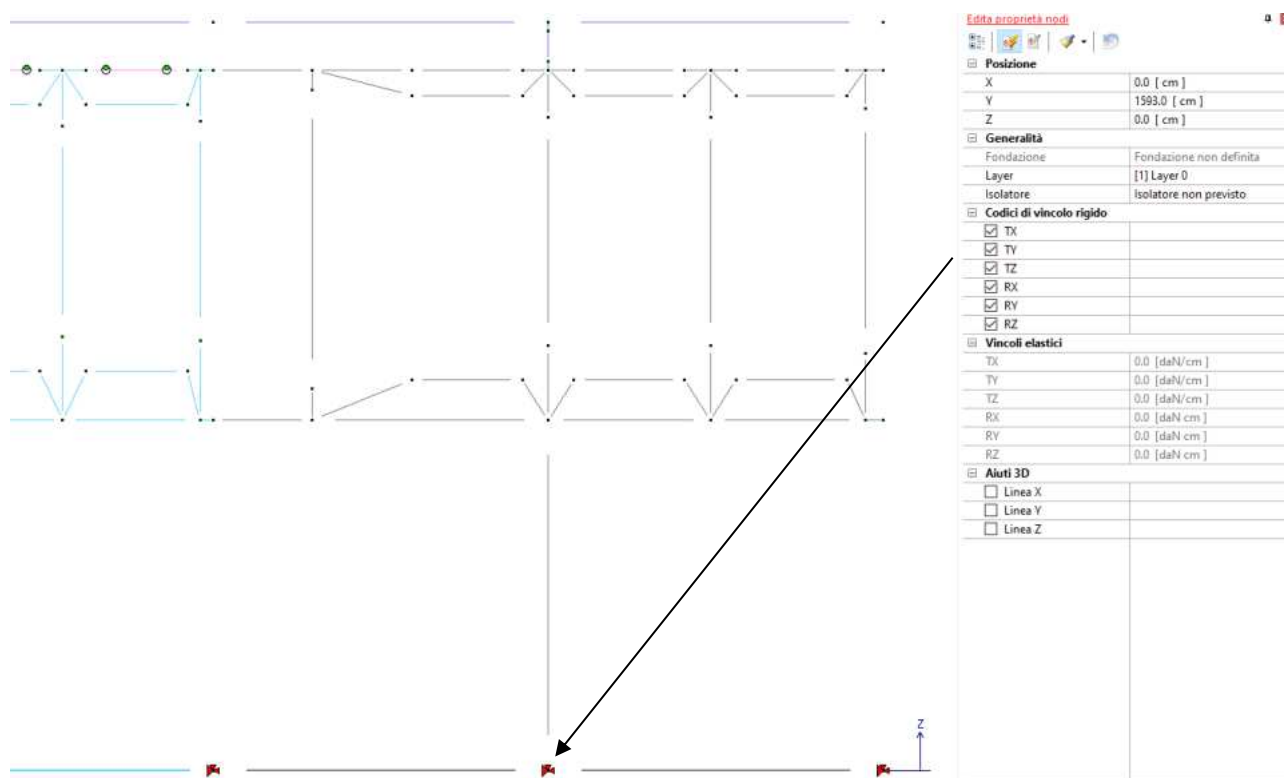 Edita proprietà nodi
Posizione
X 0.0 [ cm ]
Y 1593.0 [ cm ]
Z 0.0 [ cm ]
Generalità
Fondazione Fondazione non definita
Layer [1] Layer 0
Isolatore Isolatore non previsto
Codici di vincolo rigido
TX
TY
TZ
RX
RY
RZ
Vincoli elastici
TX 0.0 [daN/cm ]
TY 0.0 [daN/cm ]
TZ 0.0 [daN/cm ]
RX 0.0 [daN cm ]
RY 0.0 [daN cm ]
RZ 0.0 [daN cm ]
Aiuti 3D
Linea X
Linea Y
Linea Z
Z